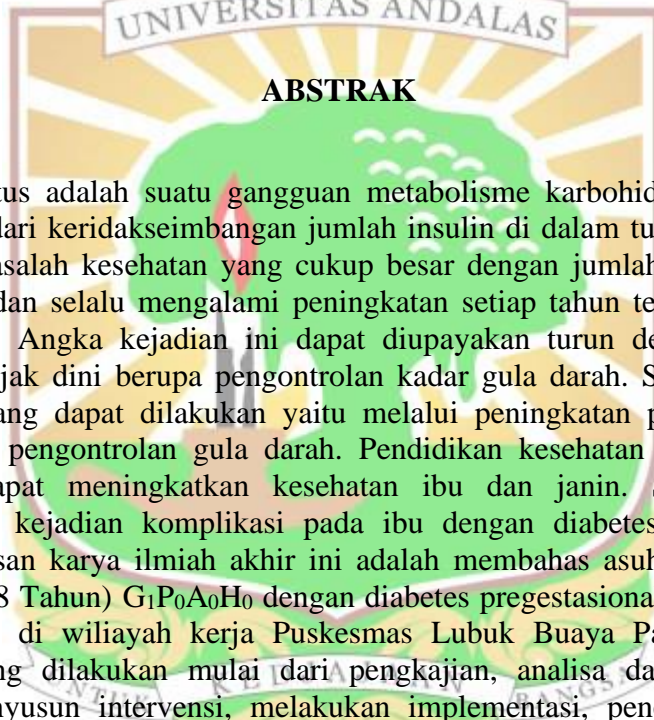 UNIVERSITAS ANDALAS
ABSTRAK
tus adalah suatu gangguan metabolisme karbohid
dari keridakseimbangan jumlah insulin di dalam tu
asalah kesehatan yang cukup besar dengan jumlah
dan selalu mengalami peningkatan setiap tahun te
Angka kejadian ini dapat diupayakan turun de
jak dini berupa pengontrolan kadar gula darah. S
ang dapat dilakukan yaitu melalui peningkatan p
pengontrolan gula darah. Pendidikan kesehatan
apat meningkatkan kesehatan ibu dan janin.
kejadian komplikasi pada ibu dengan diabetes
san karya ilmiah akhir ini adalah membahas asuh
8 Tahun) G₁P₀A₀H₀ dengan diabetes pregestasiona
di wiliayah kerja Puskesmas Lubuk Buaya Pa
ng dilakukan mulai dari pengkajian, analisa da
UNTUK KEDJAJAAN BANGSA
nyusun intervensi, melakukan implementasi, pen